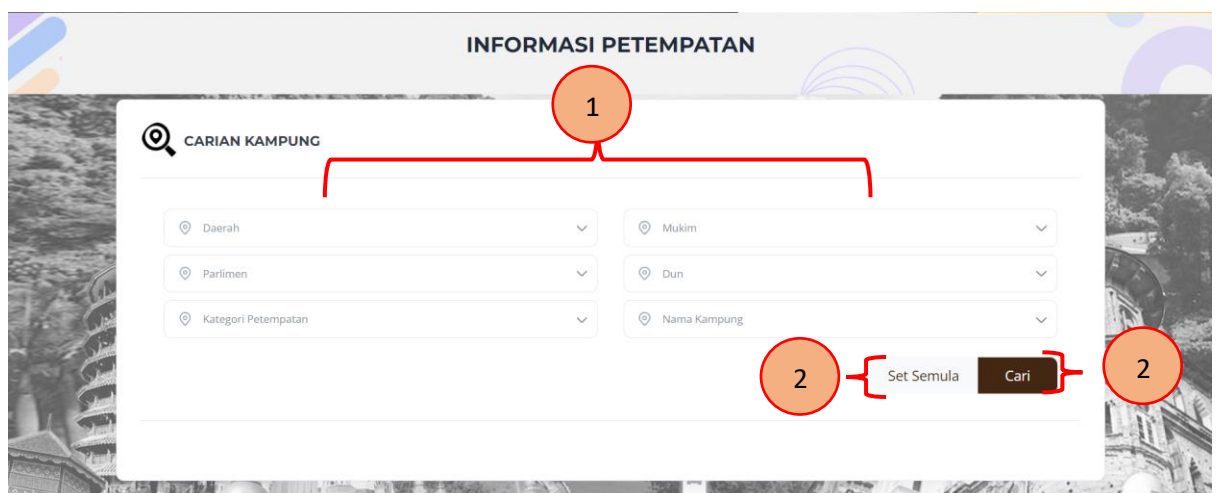 INFORMASI PETEMPATAN
1
CARIAN KAMPUNG
Daerah
Mukim
Parlimen
Dun
Kategori Petempatan
Nama Kampung
2
Set Semula
Cari
2